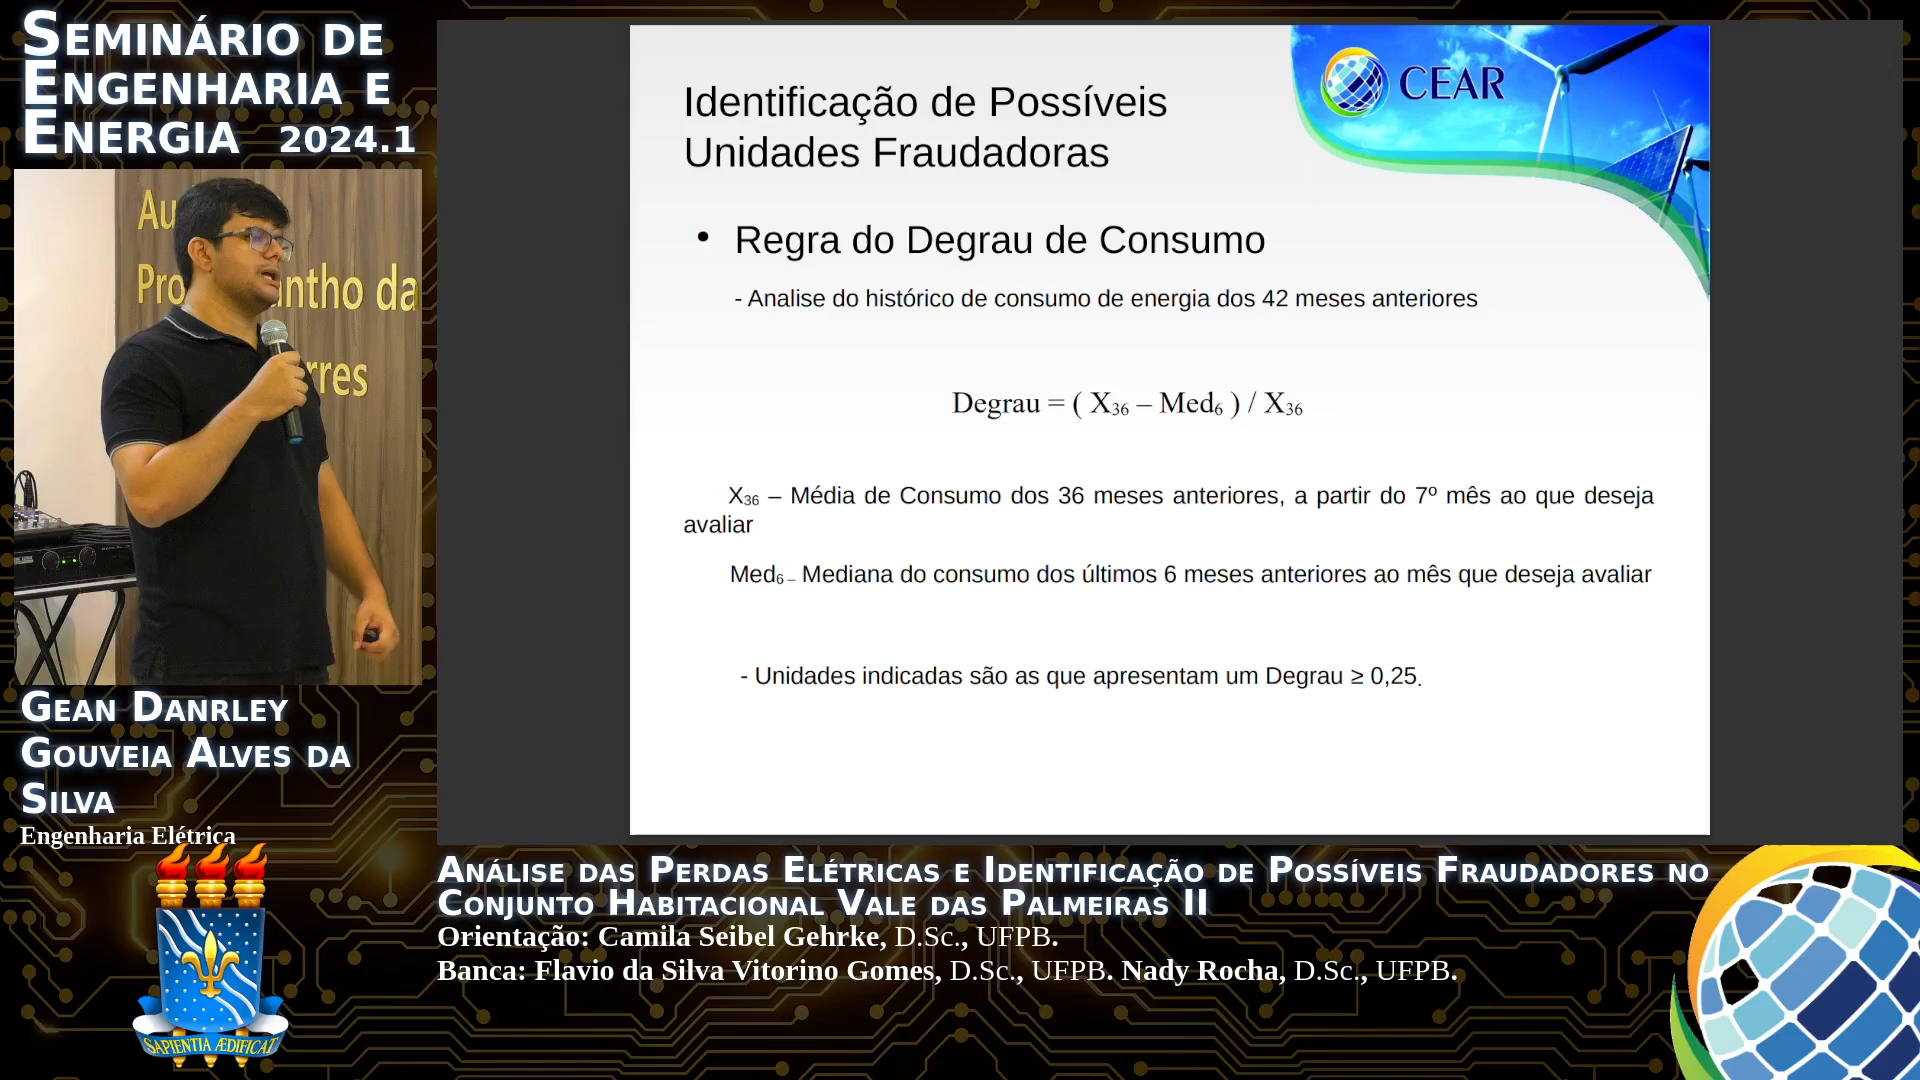 SEMINÁRIO DE
ENGENHARIA E
ENERGIA 2024.1
Au
Pro
ntho da
rres
GEAN DANRLEY
GOUVEIA ALVES DA
SILVA
Engenharia Elétrica
SAPIENTIA ÆDIFICAT
CEAR
Identificação de Possíveis
Unidades Fraudadoras
• Regra do Degrau de Consumo
- Analise do histórico de consumo de energia dos 42 meses anteriores
Degrau = ( X₃₆ – Med₆ ) / X₃₆
X₃₆ – Média de Consumo dos 36 meses anteriores, a partir do 7º mês ao que deseja
avaliar
Med₆ – Mediana do consumo dos últimos 6 meses anteriores ao mês que deseja avaliar
- Unidades indicadas são as que apresentam um Degrau ≥ 0,25.
ANÁLISE DAS PERDAS ELÉTRICAS E IDENTIFICAÇÃO DE POSSÍVEIS FRAUDADORES NO
CONJUNTO HABITACIONAL VALE DAS PALMEIRAS II
Orientação: Camila Seibel Gehrke, D.Sc., UFPB.
Banca: Flavio da Silva Vitorino Gomes, D.Sc., UFPB. Nady Rocha, D.Sc., UFPB.